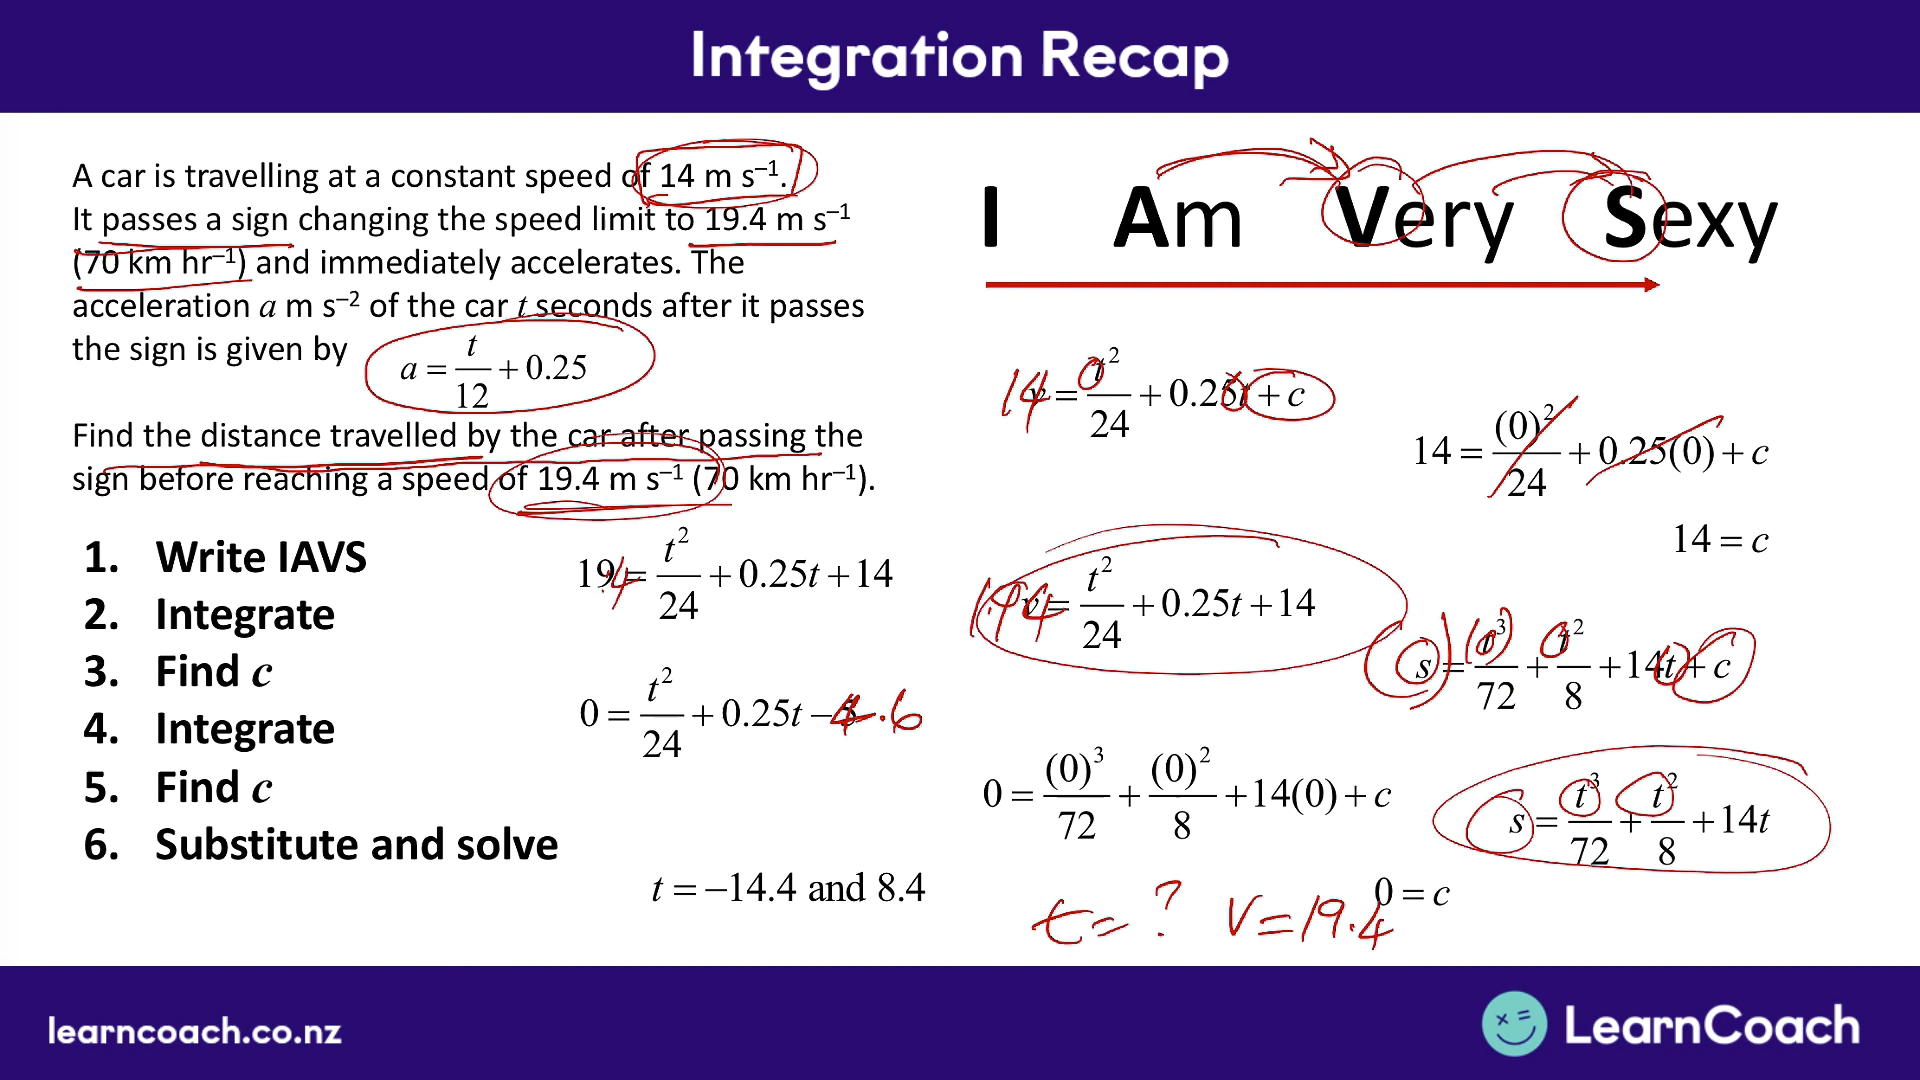 Integration Recap
A car is travelling at a constant speed of 14 m s⁻¹.
It passes a sign changing the speed limit to 19.4 m s⁻¹
(70 km hr⁻¹) and immediately accelerates. The
acceleration a m s⁻² of the car t seconds after it passes
the sign is given by a = t/12 + 0.25
Find the distance travelled by the car after passing the
sign before reaching a speed of 19.4 m s⁻¹ (70 km hr⁻¹).
1. Write IAVS
2. Integrate
3. Find c
4. Integrate
5. Find c
6. Substitute and solve
19.4 = t²/24 + 0.25t + 14
0 = t²/24 + 0.25t − .6
t = −14.4 and 8.4
I Am Very Sexy
14 v = t²/24 0 + 0.25t + c
14 = (0)²/24 + 0.25(0) + c
14 = c
19.4 v = t²/24 + 0.25t + 14
s = t³/72 + t²/8 + 14t + c
0 = (0)³/72 + (0)²/8 + 14(0) + c
s = t³/72 + t²/8 + 14t
0 = c
t = ? V = 19.4
learncoach.co.nz
LearnCoach